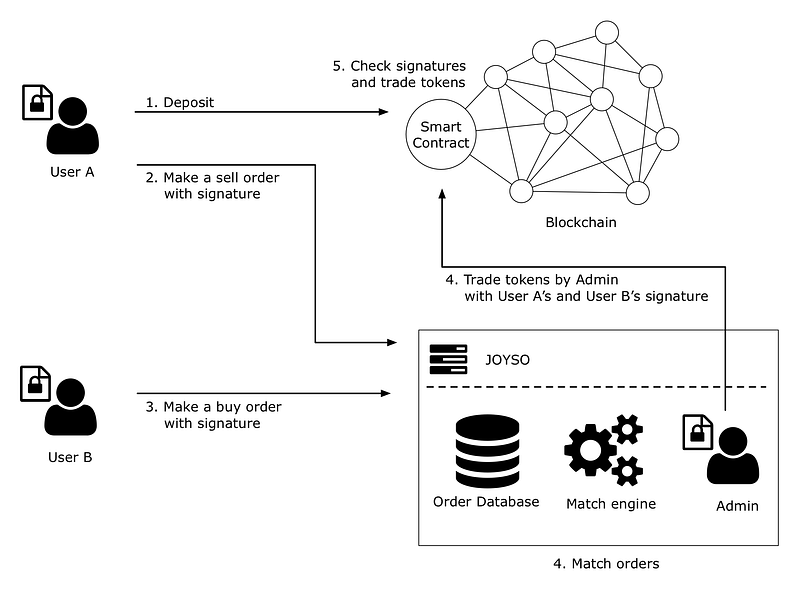 5. Check signatures
and trade tokens
1. Deposit
Smart
Contract
User A
2. Make a sell order
with signature
Blockchain
4. Trade tokens by Admin
with User A's and User B's signature
JOYSO
3. Make a buy order
with signature
User B
Order Database
Match engine
Admin
4. Match orders